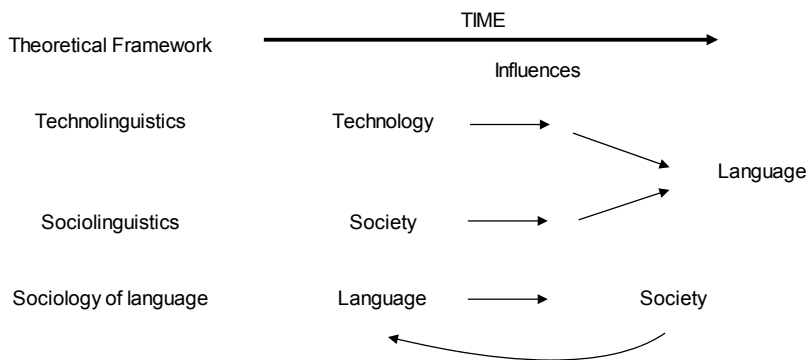 TIME
Theoretical Framework
Influences
Technolinguistics Technology
Language
Sociolinguistics Society
Sociology of language Language Society